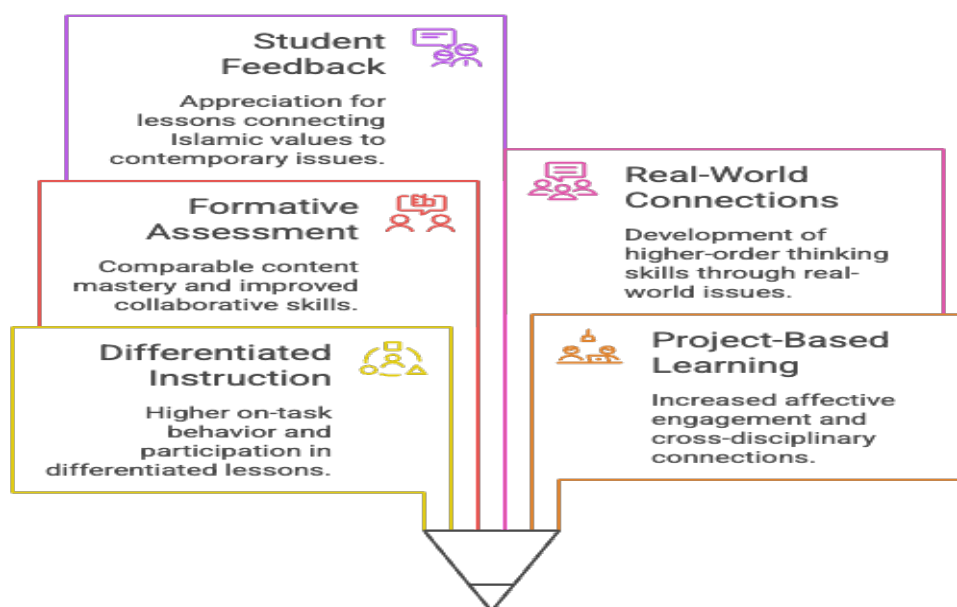 Student
Feedback
Appreciation for
lessons connecting
Islamic values to
contemporary issues.
Real-World
Connections
Development of
higher-order thinking
skills through real-
world issues.
Formative
Assessment
Comparable content
mastery and improved
collaborative skills.
Project-Based
Learning
Increased affective
engagement and
cross-disciplinary
connections.
Differentiated
Instruction
Higher on-task
behavior and
participation in
differentiated lessons.